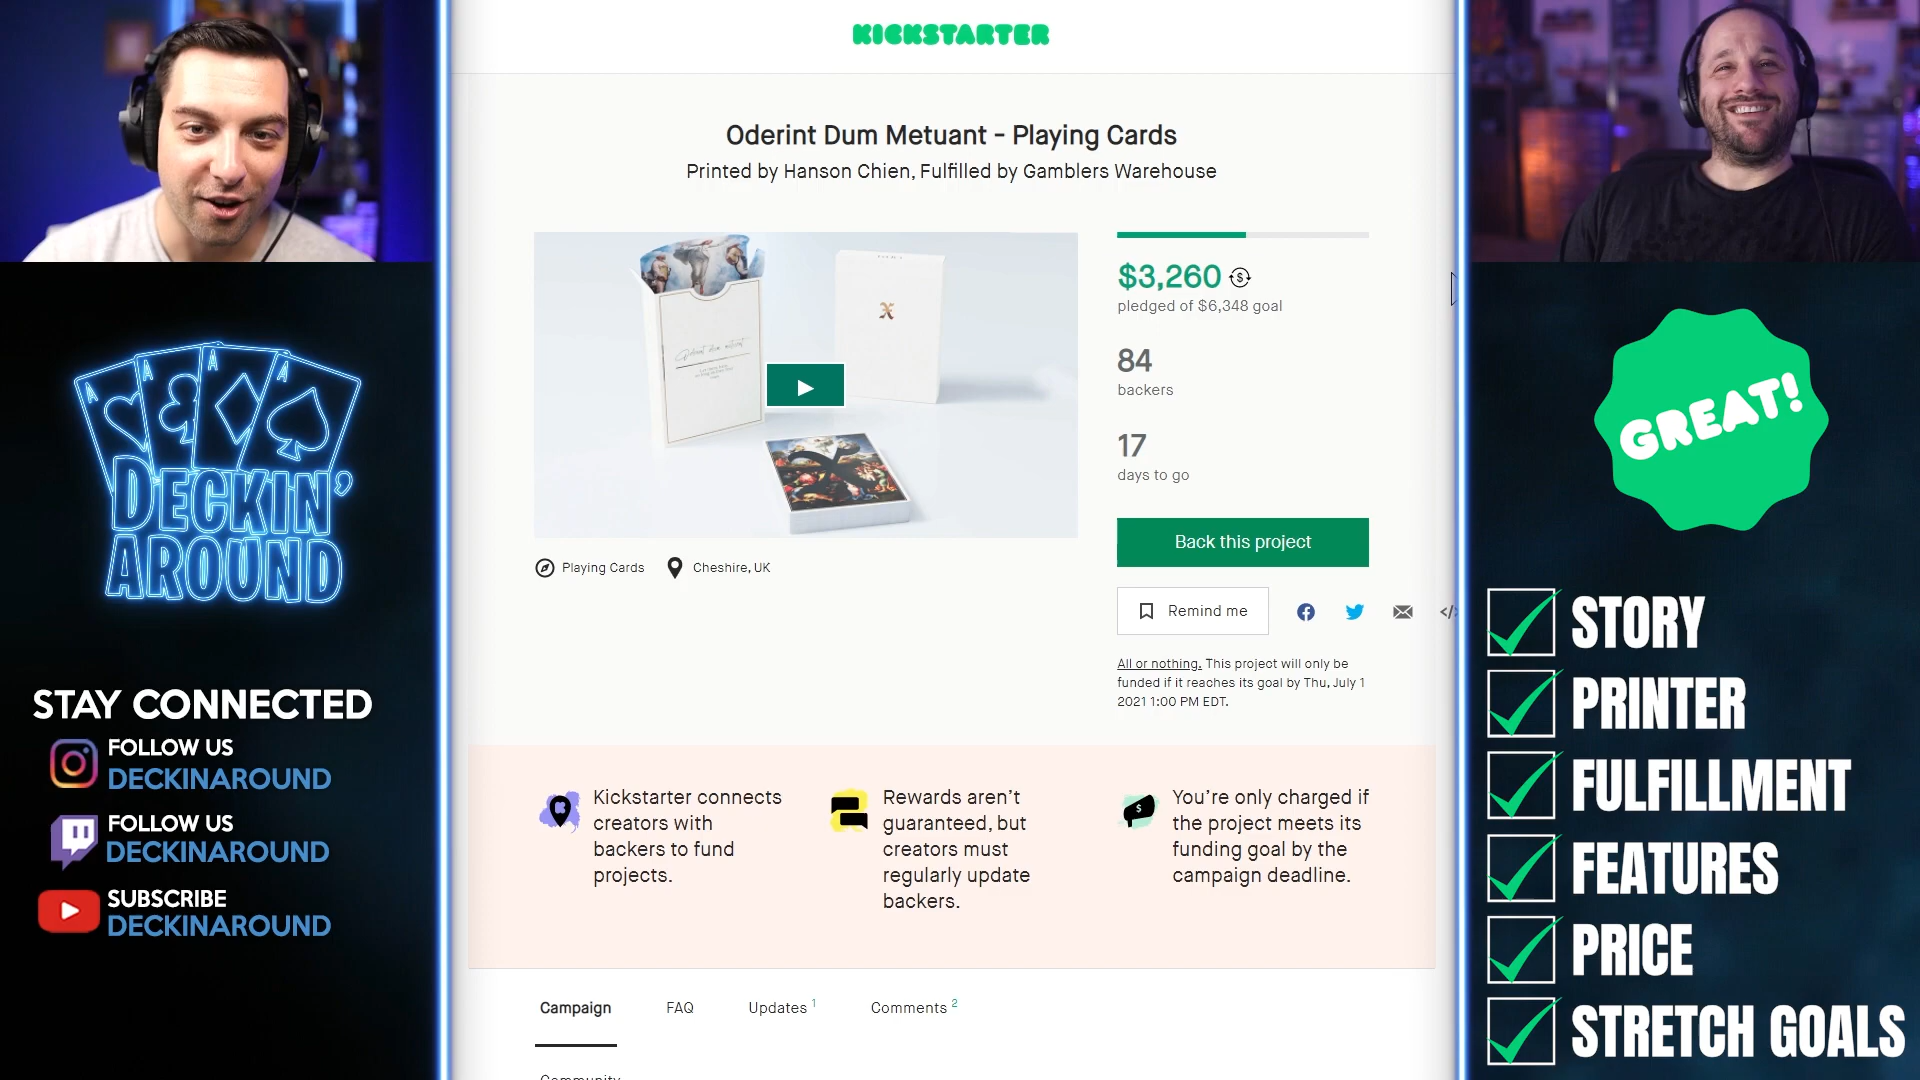 KICKSTARTER
Oderint Dum Metuant - Playing Cards
Printed by Hanson Chien, Fulfilled by Gamblers Warehouse
Oderint dum metuant
$3,260
pledged of $6,348 goal
84
backers
17
days to go
Back this project
Remind me
All or nothing. This project will only be
funded if it reaches its goal by Thu, July 1
2021 1:00 PM EDT.
Playing Cards
Cheshire, UK
Kickstarter connects
creators with
backers to fund
projects.
Rewards aren't
guaranteed, but
creators must
regularly update
backers.
You're only charged if
the project meets its
funding goal by the
campaign deadline.
Campaign
FAQ
Updates 1
Comments 2
Community
A A A A
DECKIN'
AROUND
STAY CONNECTED
FOLLOW US
DECKINAROUND
FOLLOW US
DECKINAROUND
SUBSCRIBE
DECKINAROUND
GREAT!
STORY
PRINTER
FULFILLMENT
FEATURES
PRICE
STRETCH GOALS